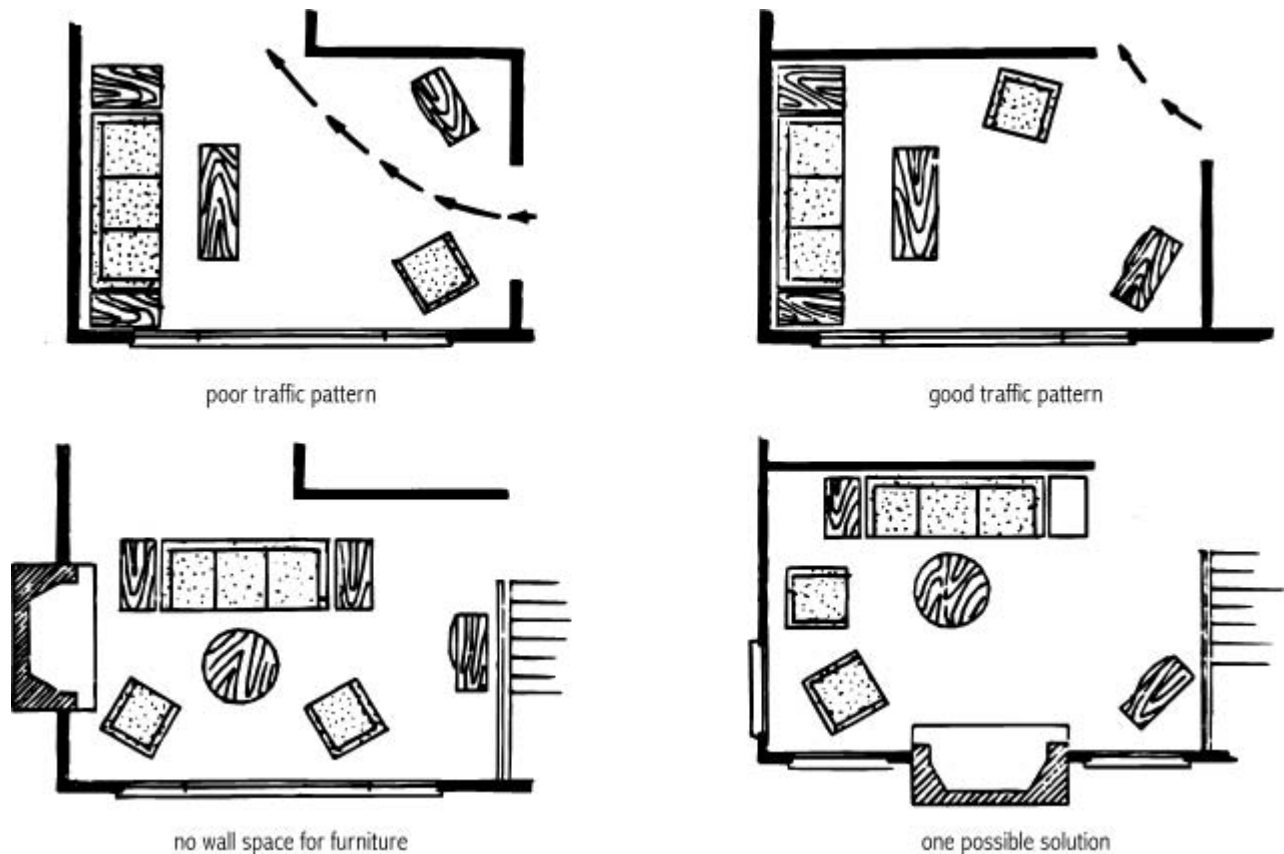 poor traffic pattern
good traffic pattern
no wall space for furniture
one possible solution